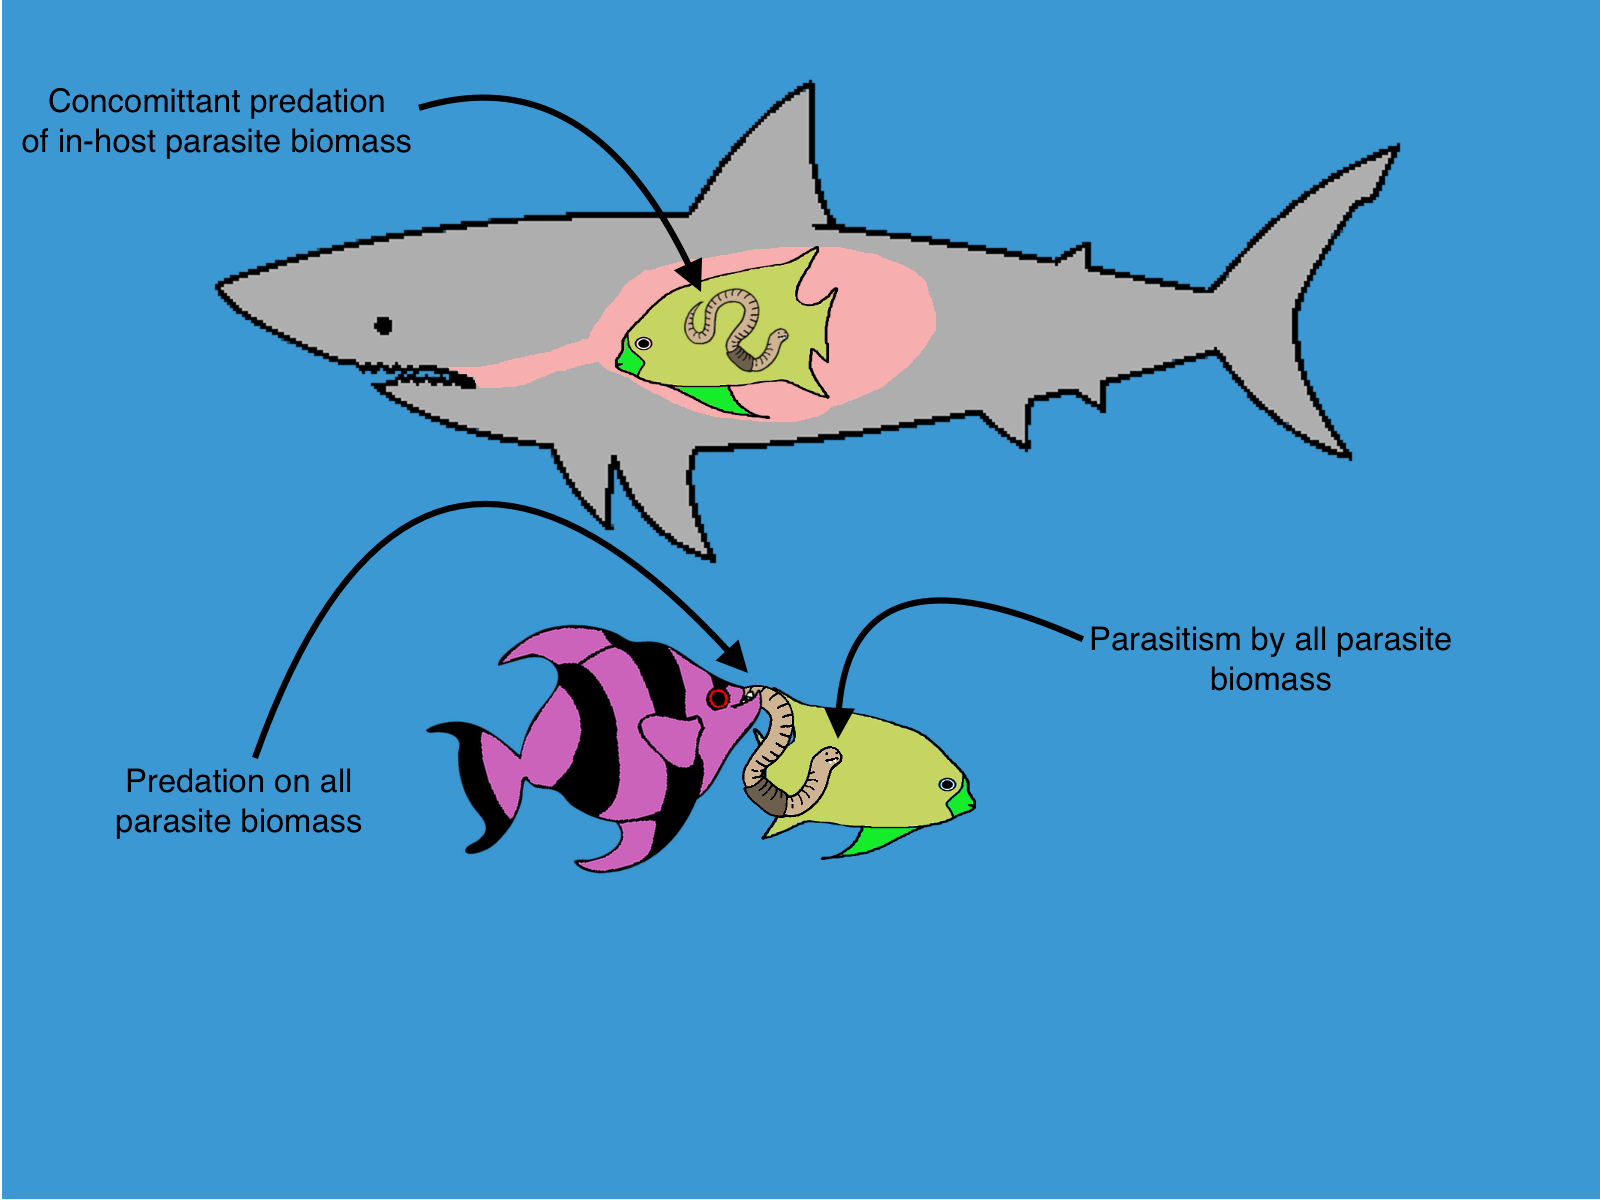 Concomittant predation
of in-host parasite biomass
Parasitism by all parasite
biomass
Predation on all
parasite biomass